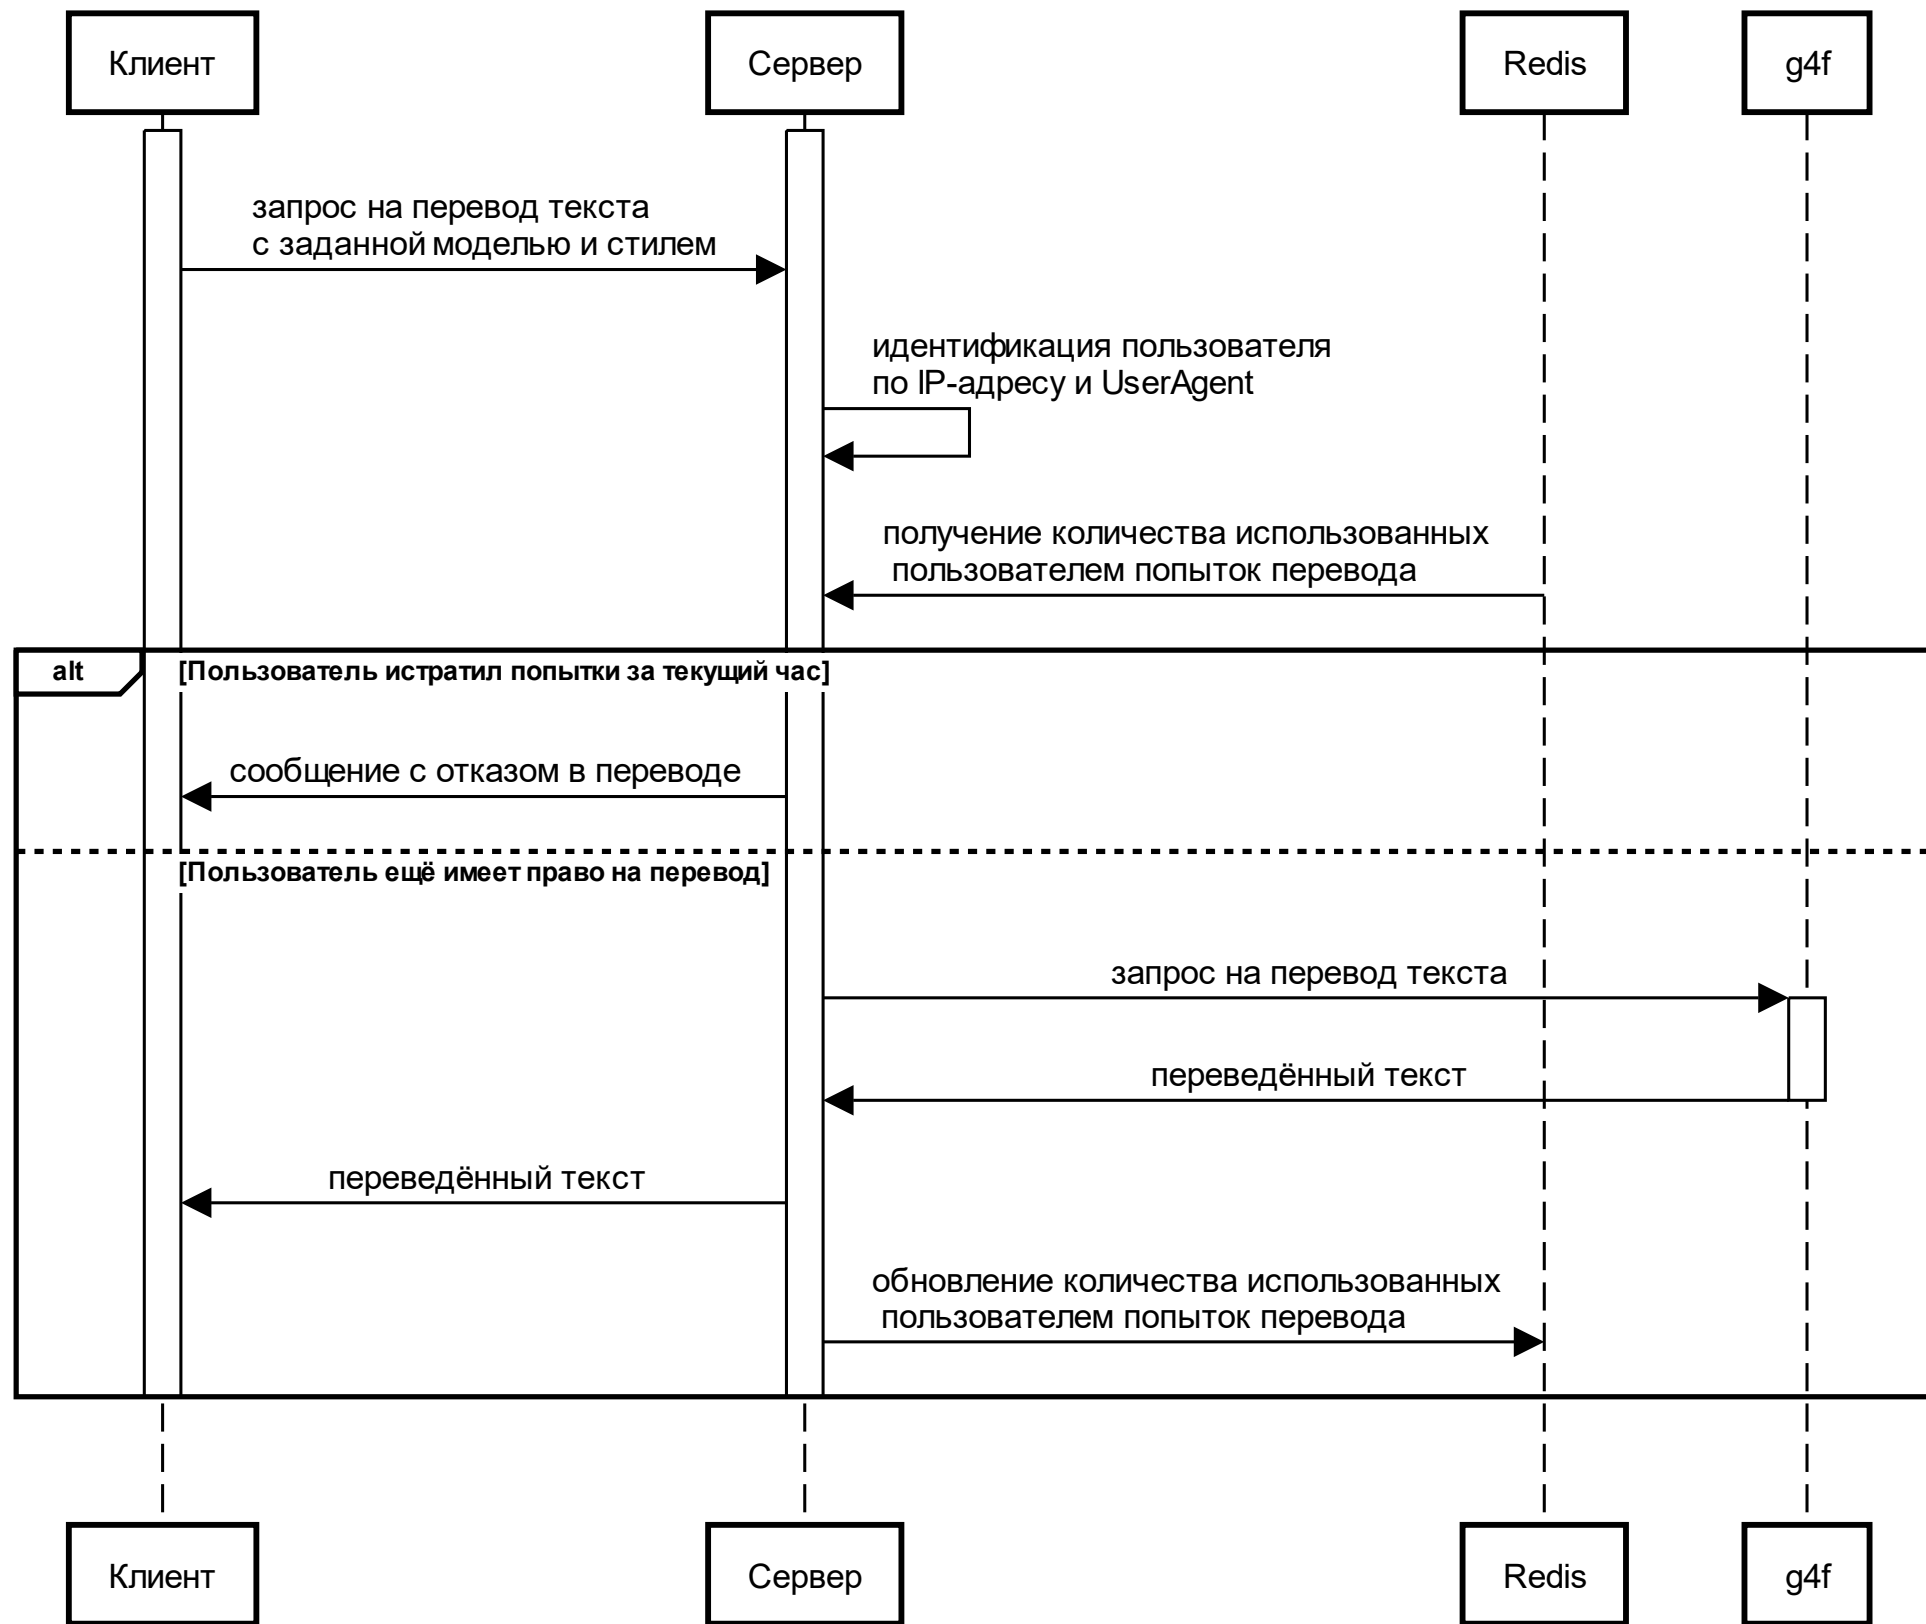 Клиент
Сервер
Redis
g4f
запрос на перевод текста
с заданной моделью и стилем
идентификация пользователя
по IP-адресу и UserAgent
получение количества использованных
пользователем попыток перевода
alt
[Пользователь истратил попытки за текущий час]
сообщение с отказом в переводе
[Пользователь ещё имеет право на перевод]
запрос на перевод текста
переведённый текст
переведённый текст
обновление количества использованных
пользователем попыток перевода
Клиент
Сервер
Redis
g4f